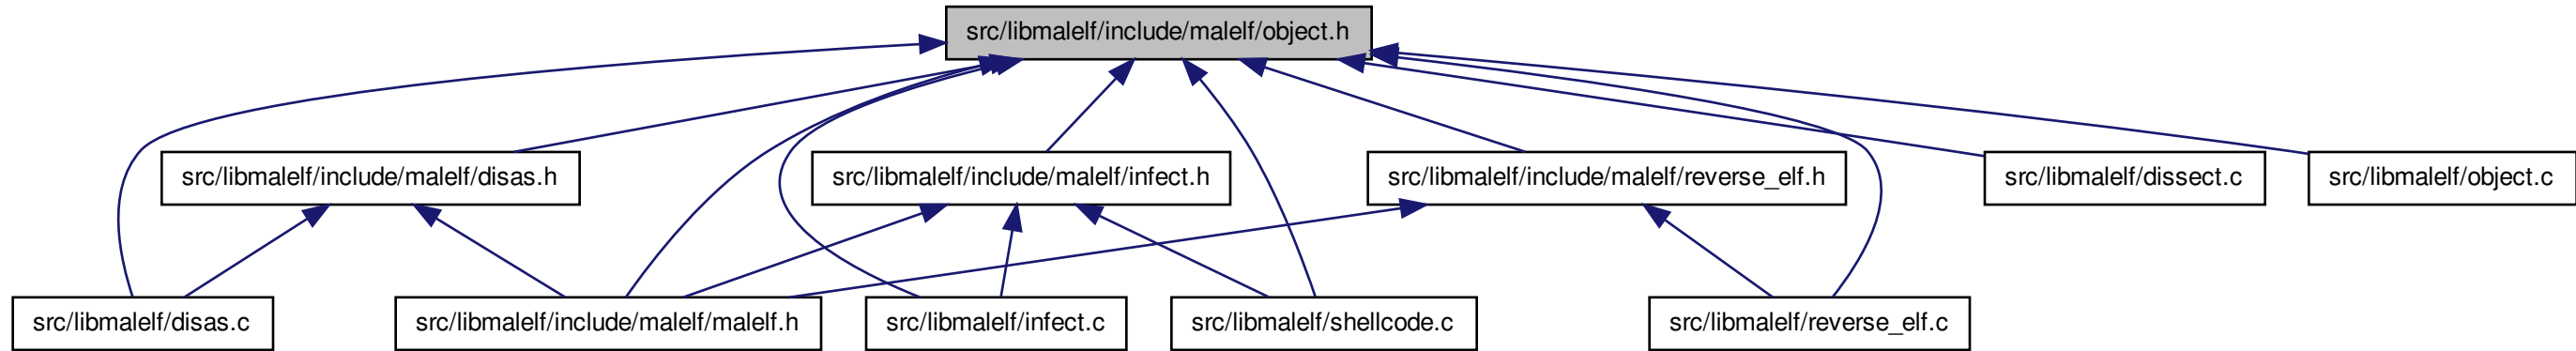 src/libmalelf/include/malelf/object.h
src/libmalelf/include/malelf/disas.h
src/libmalelf/include/malelf/infect.h
src/libmalelf/include/malelf/reverse_elf.h
src/libmalelf/dissect.c
src/libmalelf/object.c
src/libmalelf/disas.c
src/libmalelf/include/malelf/malelf.h
src/libmalelf/infect.c
src/libmalelf/shellcode.c
src/libmalelf/reverse_elf.c